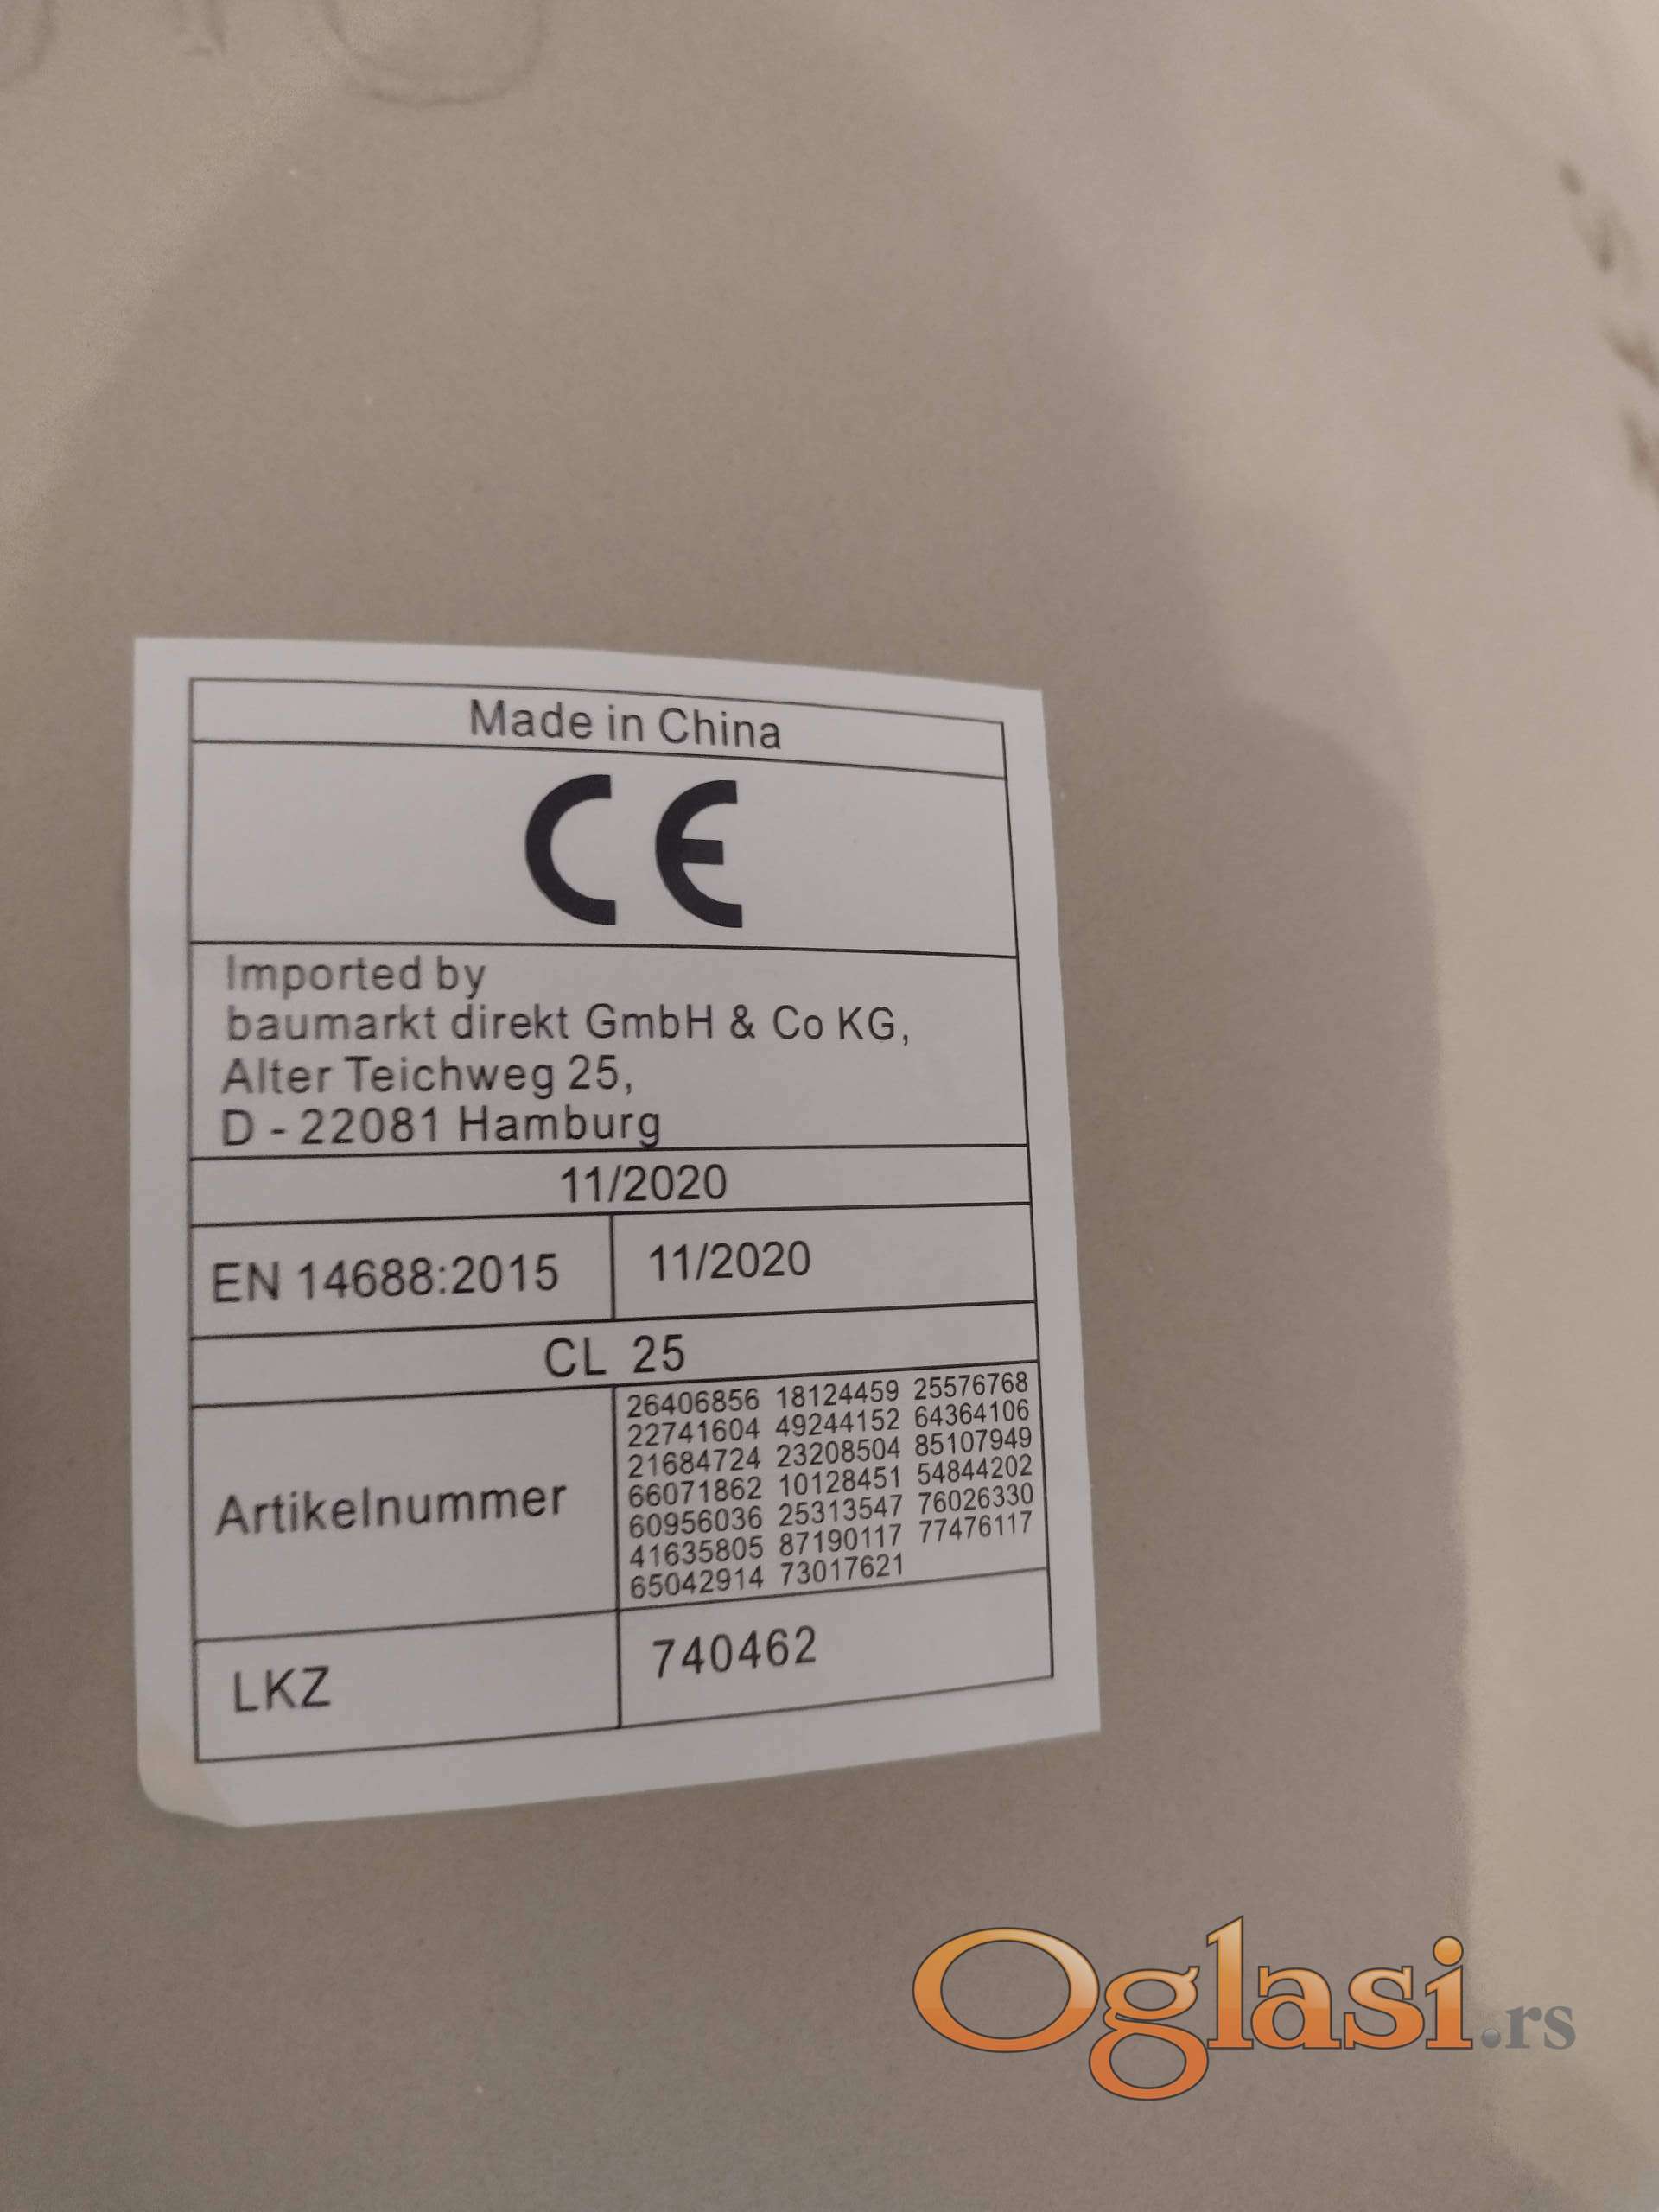 Made in China
CE
Imported by
baumarkt direkt GmbH & Co KG,
Alter Teichweg 25,
D - 22081 Hamburg
11/2020
EN 14688:2015 11/2020
CL 25
Artikelnummer
26406856 18124459 25576768
22741604 49244152 64364106
21684724 23208504 85107949
66071862 10128451 54844202
60956036 25313547 76026330
41635805 87190117 77476117
65042914 73017621
LKZ 740462
Oglasi.rs